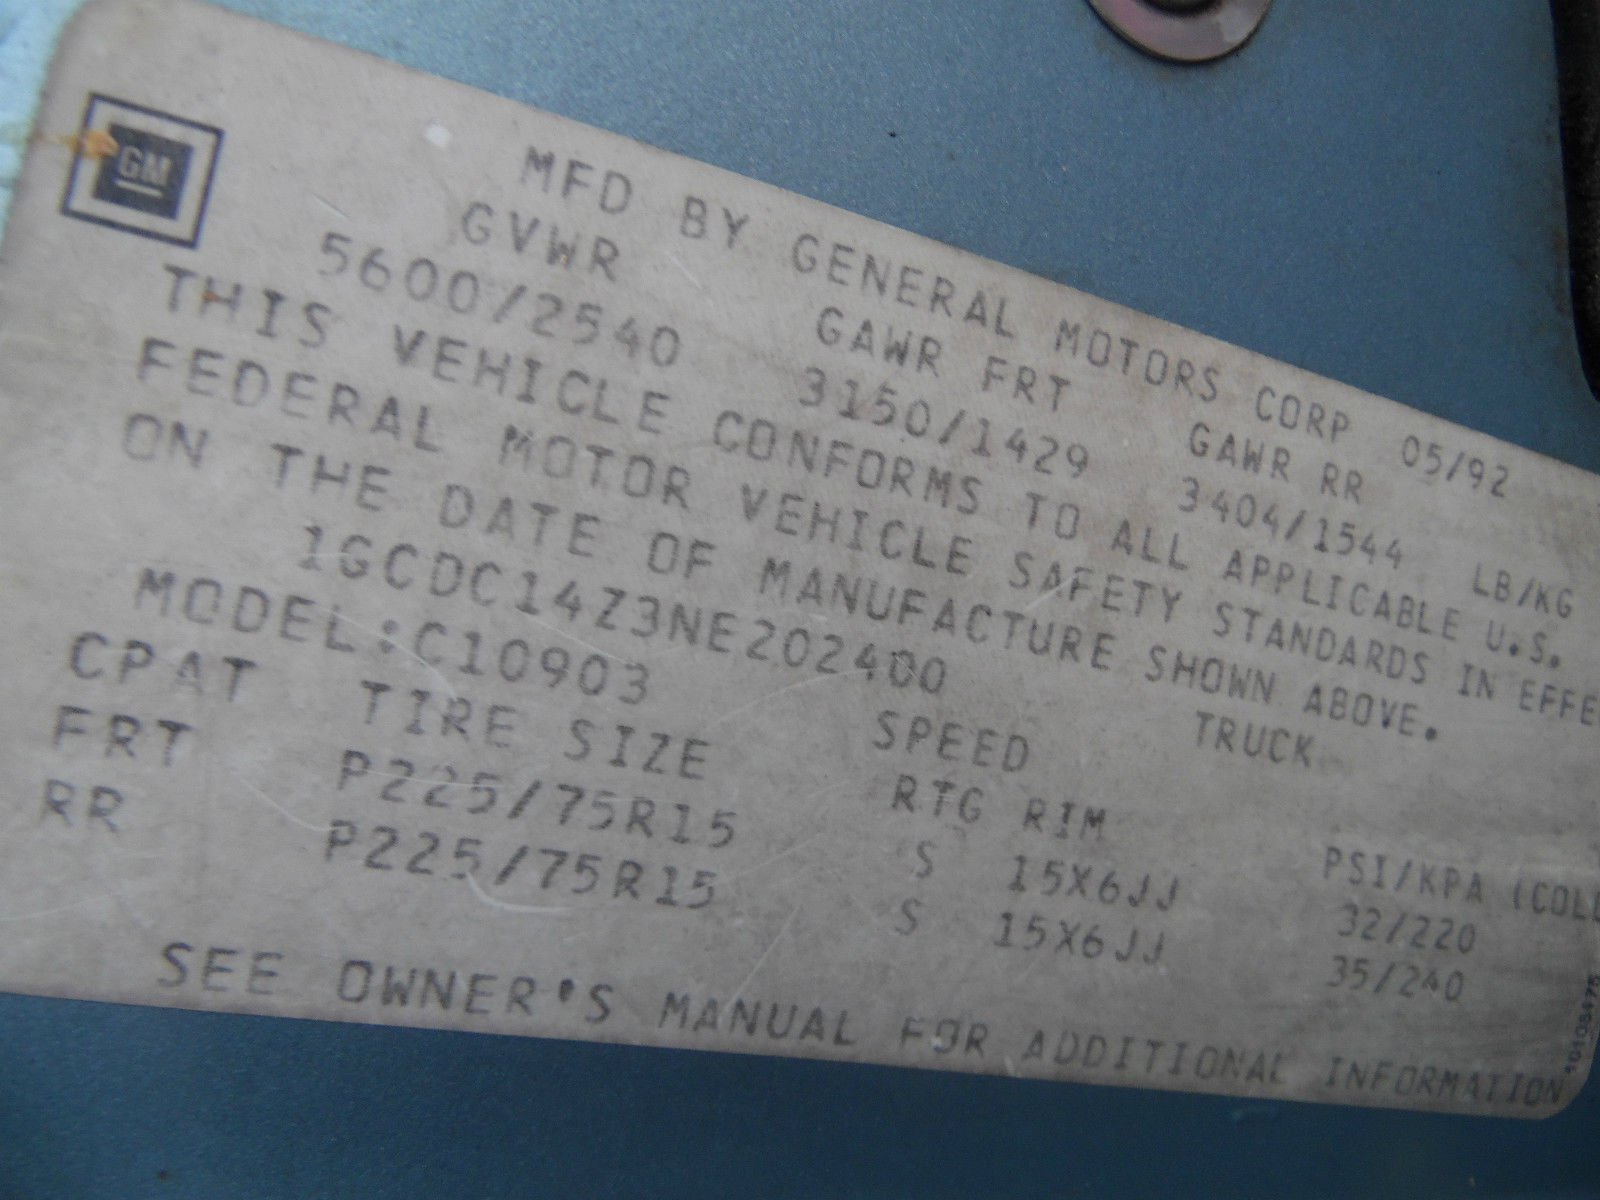 GM
MFD BY GENERAL MOTORS CORP 05/92
GVWR GAWR FRT GAWR RR
5600/2540 3150/1429 3404/1544 LB/KG
THIS VEHICLE CONFORMS TO ALL APPLICABLE U.S.
FEDERAL MOTOR VEHICLE SAFETY STANDARDS IN EFFE
ON THE DATE OF MANUFACTURE SHOWN ABOVE.
1GCDC14Z3NE202400 TRUCK
MODEL:C10903
CPAT TIRE SIZE SPEED RTG RIM PSI/KPA (COLD
FRT P225/75R15 S 15X6JJ 32/220
RR P225/75R15 S 15X6JJ 35/240
SEE OWNER'S MANUAL FOR ADDITIONAL INFORMATION